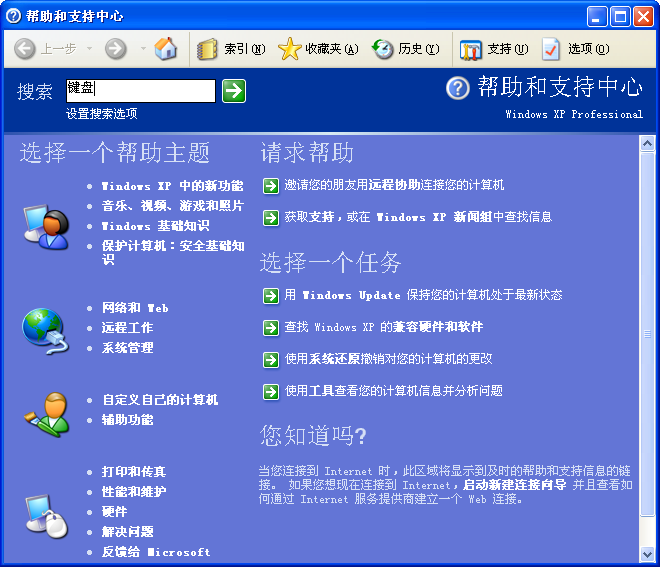 帮助和支持中心
上一步
索引(N)
收藏夹(A)
历史(Y)
支持(U)
选项(O)
搜索
键盘
设置搜索选项
帮助和支持中心
Windows XP Professional
选择一个帮助主题
Windows XP 中的新功能
音乐、视频、游戏和照片
Windows 基础知识
保护计算机：安全基础知
识
网络和 Web
远程工作
系统管理
自定义自己的计算机
辅助功能
打印和传真
性能和维护
硬件
解决问题
反馈给 Microsoft
请求帮助
邀请您的朋友用远程协助连接您的计算机
获取支持，或在 Windows XP 新闻组中查找信息
选择一个任务
用 Windows Update 保持您的计算机处于最新状态
查找 Windows XP 的兼容硬件和软件
使用系统还原撤销对您的计算机的更改
使用工具查看您的计算机信息并分析问题
您知道吗?
当您连接到 Internet 时，此区域将显示到及时的帮助和支持信息的链
接。 如果您想现在连接到 Internet，启动新建连接向导 并且查看如
何通过 Internet 服务提供商建立一个 Web 连接。